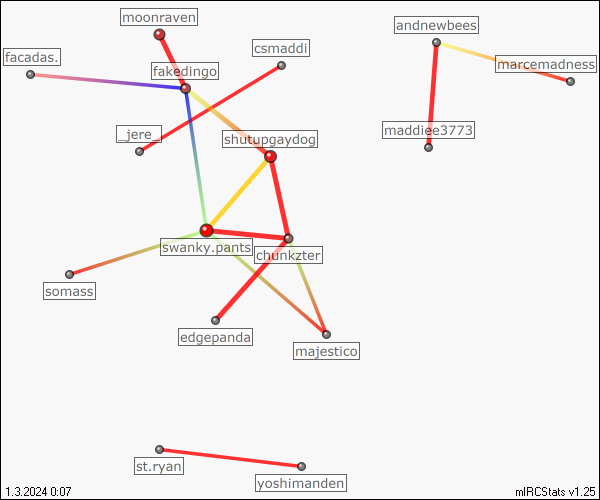 moonraven
andnewbees
csmaddi
facadas.
marcemadness
fakedingo
_jere_
maddiee3773
shutupgaydog
swanky.pants
chunkzter
somass
edgepanda
majestico
st.ryan
yoshimanden
1.3.2024 0:07
mIRCStats v1.25